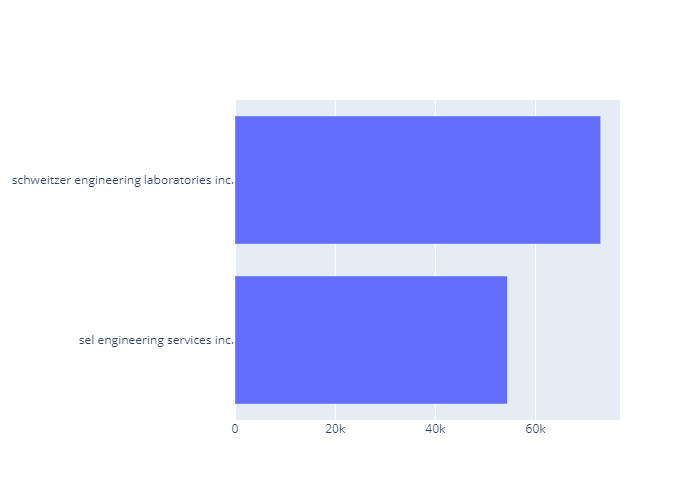 schweitzer engineering laboratories inc.
sel engineering services inc.
0 20k 40k 60k